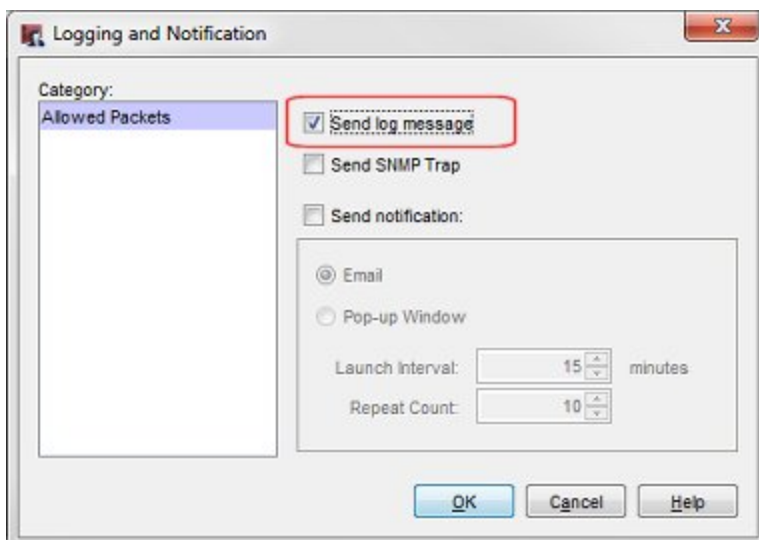 Logging and Notification
Category:
Allowed Packets
Send log message
Send SNMP Trap
Send notification:
Email
Pop-up Window
Launch Interval: 15 minutes
Repeat Count: 10
OK Cancel Help